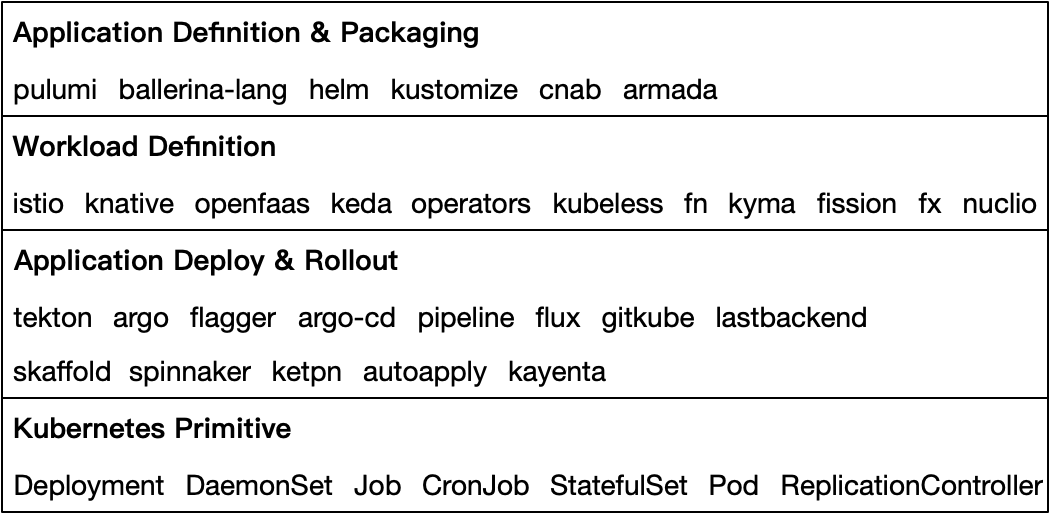 Application Definition & Packaging
pulumi ballerina-lang helm kustomize cnab armada
Workload Definition
istio knative openfaas keda operators kubeless fn kyma fission fx nuclio
Application Deploy & Rollout
tekton argo flagger argo-cd pipeline flux gitkube lastbackend
skaffold spinnaker ketpn autoapply kayenta
Kubernetes Primitive
Deployment DaemonSet Job CronJob StatefulSet Pod ReplicationController